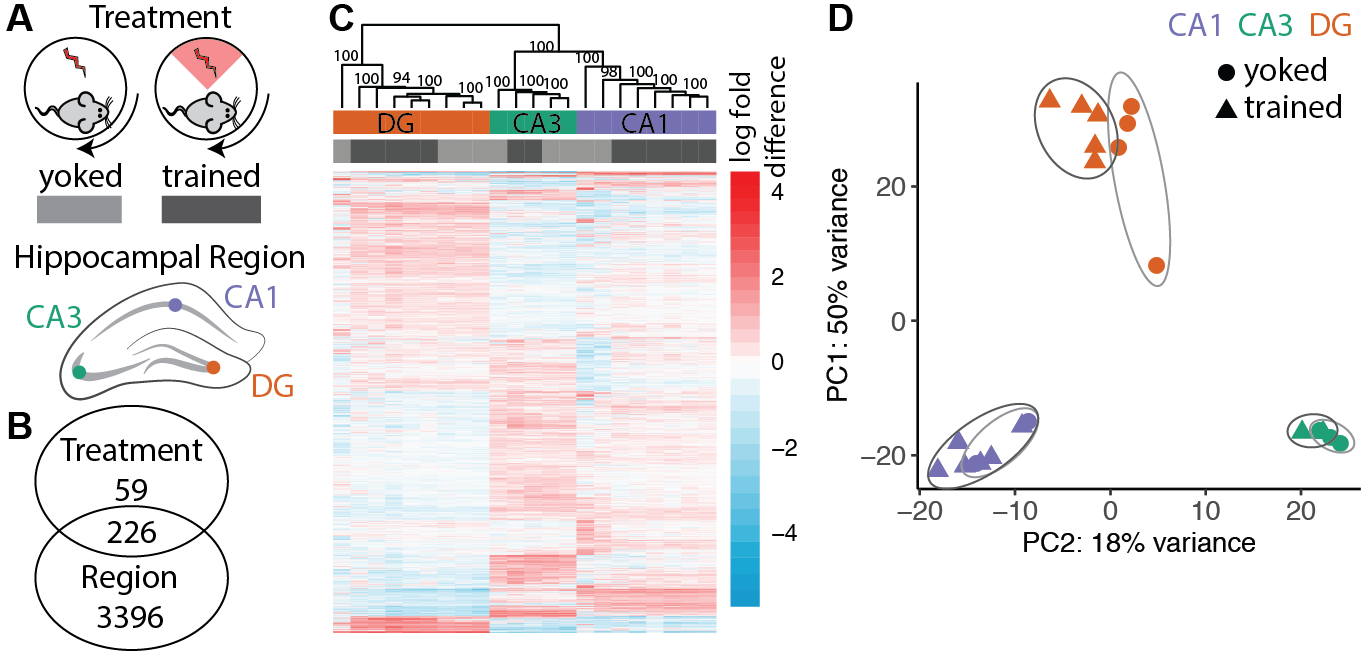 A
Treatment
yoked
trained
Hippocampal Region
CA1
CA3
DG
B
Treatment
59
226
Region
3396
C
100
100
100
100
94
100
100
100
100
98
100
100
100
DG
CA3
CA1
log fold
difference
4
2
0
−2
−4
D
CA1 CA3 DG
yoked
trained
PC1: 50% variance
20
0
−20
−20
−10
0
10
20
PC2: 18% variance